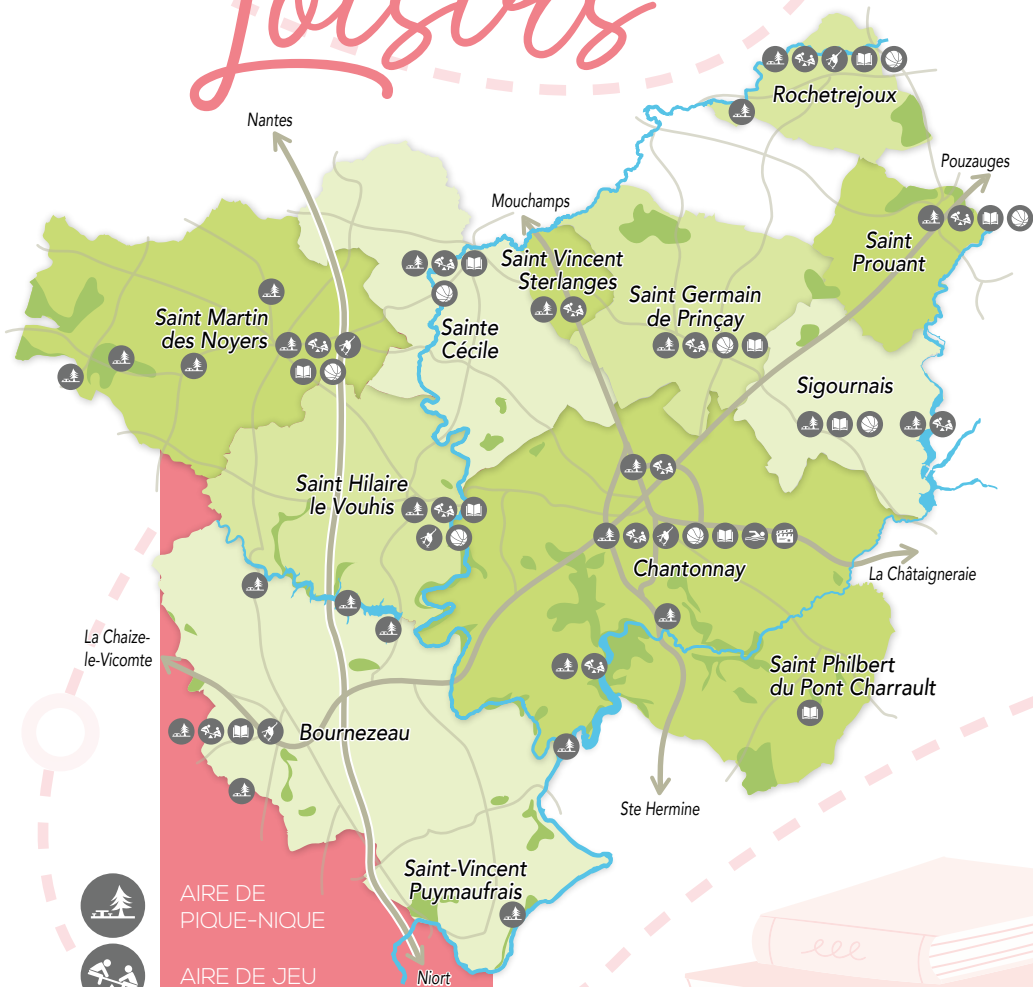 Loisirs
Rochetrejoux
Nantes
Pouzauges
Mouchamps
Saint
Prouant
Saint Vincent
Sterlanges
Saint Germain
de Prinçay
Saint Martin
des Noyers
Sainte
Cécile
Sigournais
Saint Hilaire
le Vouhis
Chantonnay
La Châtaigneraie
La Chaize-
le-Vicomte
Saint Philbert
du Pont Charrault
Bournezeau
Ste Hermine
Saint-Vincent
Puymaufrais
AIRE DE
PIQUE-NIQUE
AIRE DE JEU
Niort